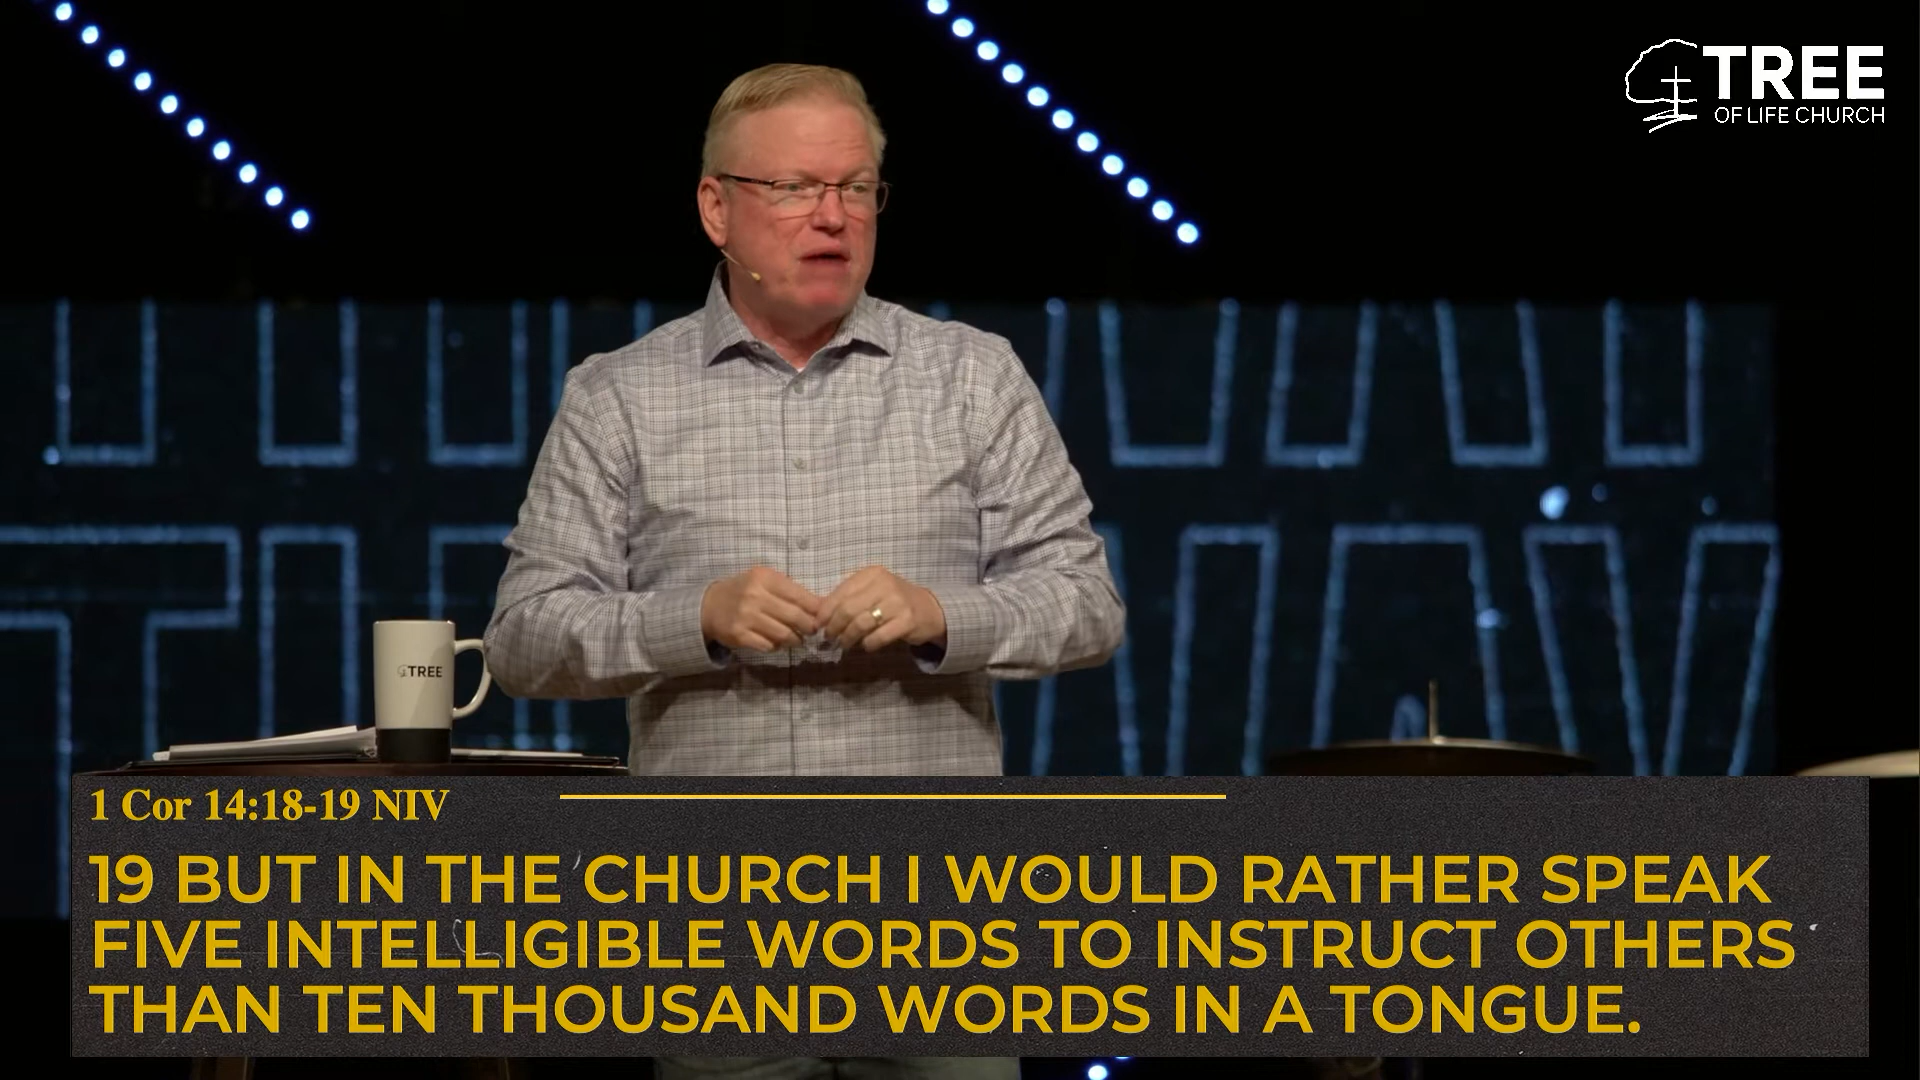 TREE
OF LIFE CHURCH
TREE
1 Cor 14:18-19 NIV
19 BUT IN THE CHURCH I WOULD RATHER SPEAK
FIVE INTELLIGIBLE WORDS TO INSTRUCT OTHERS
THAN TEN THOUSAND WORDS IN A TONGUE.